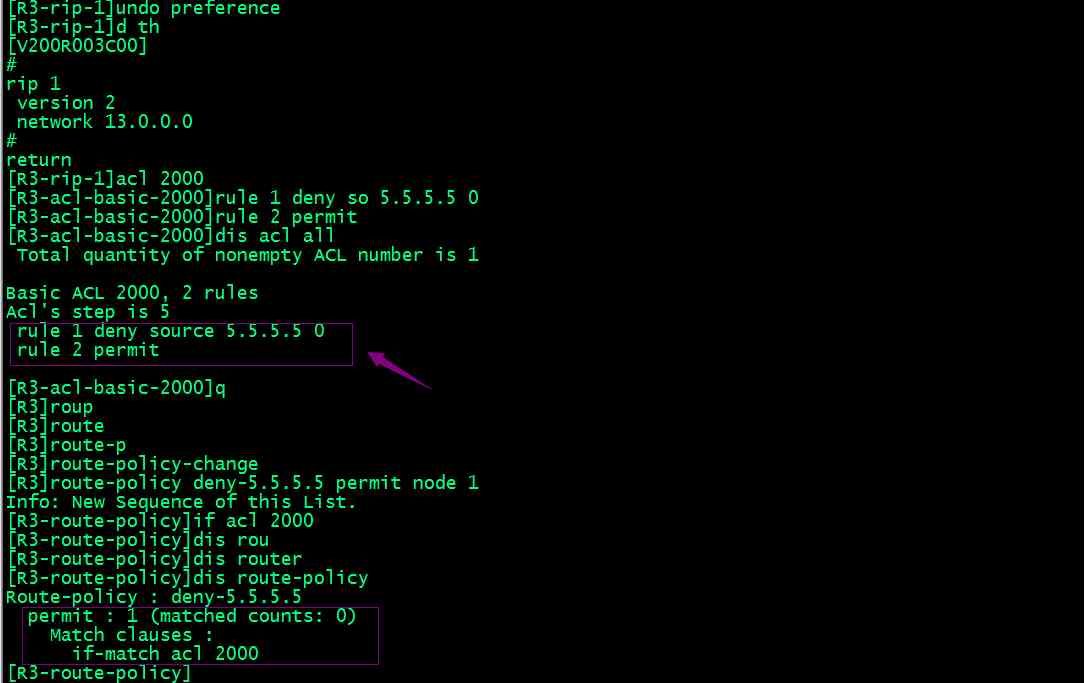 [R3-rip-1]undo preference
[R3-rip-1]d th
[V200R003C00]
#
rip 1
version 2
network 13.0.0.0
#
return
[R3-rip-1]acl 2000
[R3-acl-basic-2000]rule 1 deny so 5.5.5.5 0
[R3-acl-basic-2000]rule 2 permit
[R3-acl-basic-2000]dis acl all
Total quantity of nonempty ACL number is 1
Basic ACL 2000, 2 rules
Acl's step is 5
rule 1 deny source 5.5.5.5 0
rule 2 permit
[R3-acl-basic-2000]q
[R3]roup
[R3]route
[R3]route-p
[R3]route-policy-change
[R3]route-policy deny-5.5.5.5 permit node 1
Info: New Sequence of this List.
[R3-route-policy]if acl 2000
[R3-route-policy]dis rou
[R3-route-policy]dis router
[R3-route-policy]dis route-policy
Route-policy : deny-5.5.5.5
permit : 1 (matched counts: 0)
Match clauses :
if-match acl 2000
[R3-route-policy]